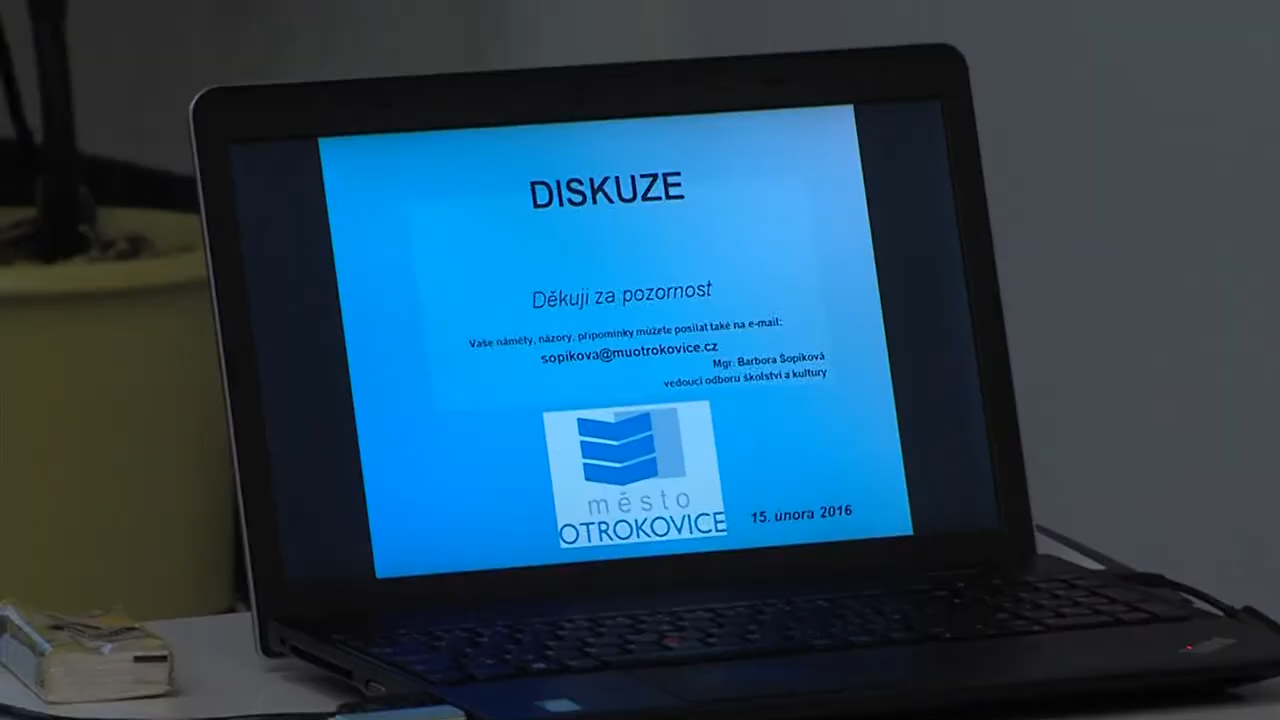 DISKUZE
Děkuji za pozornost
Vaše náměty, názory, připomínky můžete posílat také na e-mail:
sopikova@muotrokovice.cz
Mgr. Barbora Šopíková
vedoucí odboru školství a kultury
město
OTROKOVICE
15. února 2016